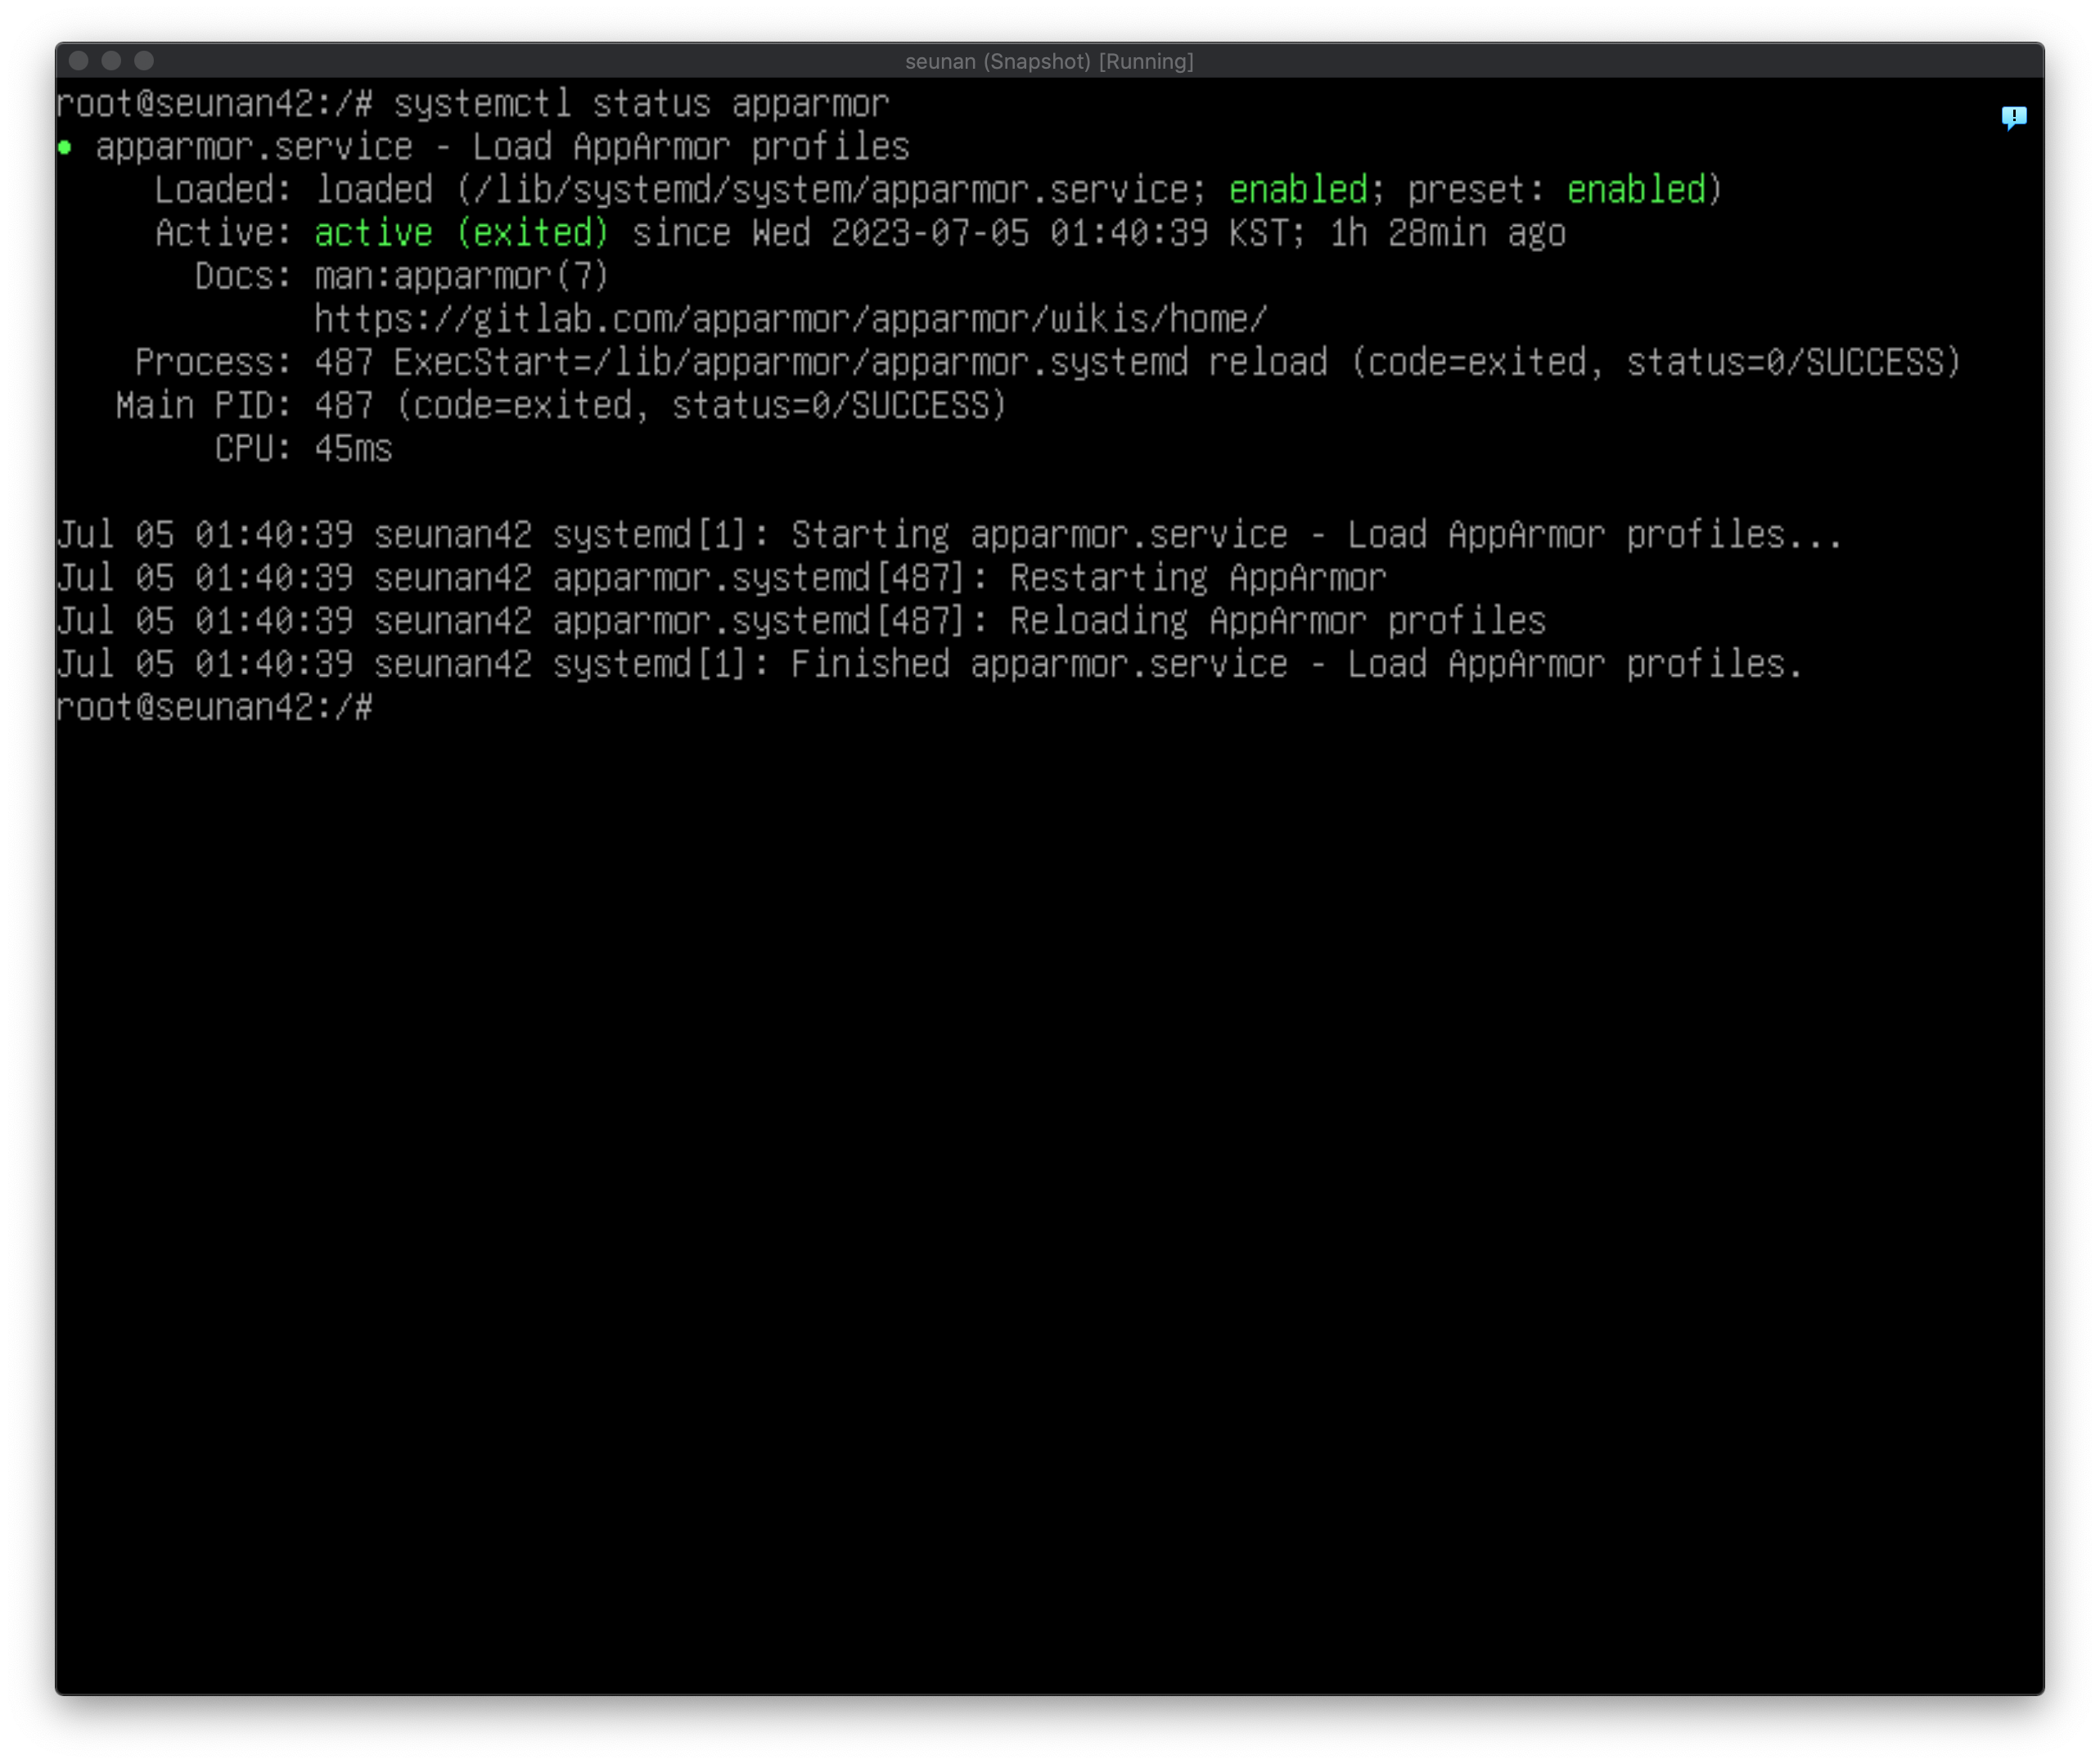 seunan (Snapshot) [Running]
root@seunan42:/# systemctl status apparmor
● apparmor.service - Load AppArmor profiles
     Loaded: loaded (/lib/systemd/system/apparmor.service; enabled; preset: enabled)
     Active: active (exited) since Wed 2023-07-05 01:40:39 KST; 1h 28min ago
       Docs: man:apparmor(7)
             https://gitlab.com/apparmor/apparmor/wikis/home/
    Process: 487 ExecStart=/lib/apparmor/apparmor.systemd reload (code=exited, status=0/SUCCESS)
   Main PID: 487 (code=exited, status=0/SUCCESS)
        CPU: 45ms

Jul 05 01:40:39 seunan42 systemd[1]: Starting apparmor.service - Load AppArmor profiles...
Jul 05 01:40:39 seunan42 apparmor.systemd[487]: Restarting AppArmor
Jul 05 01:40:39 seunan42 apparmor.systemd[487]: Reloading AppArmor profiles
Jul 05 01:40:39 seunan42 systemd[1]: Finished apparmor.service - Load AppArmor profiles.
root@seunan42:/#